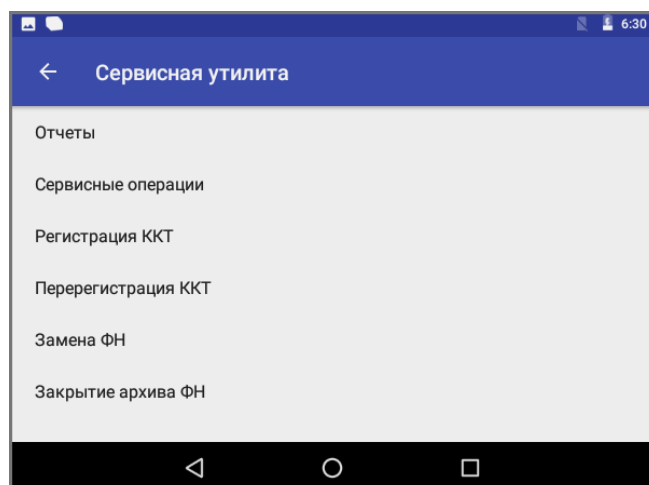 6:30
Сервисная утилита
Отчеты
Сервисные операции
Регистрация ККТ
Перерегистрация ККТ
Замена ФН
Закрытие архива ФН